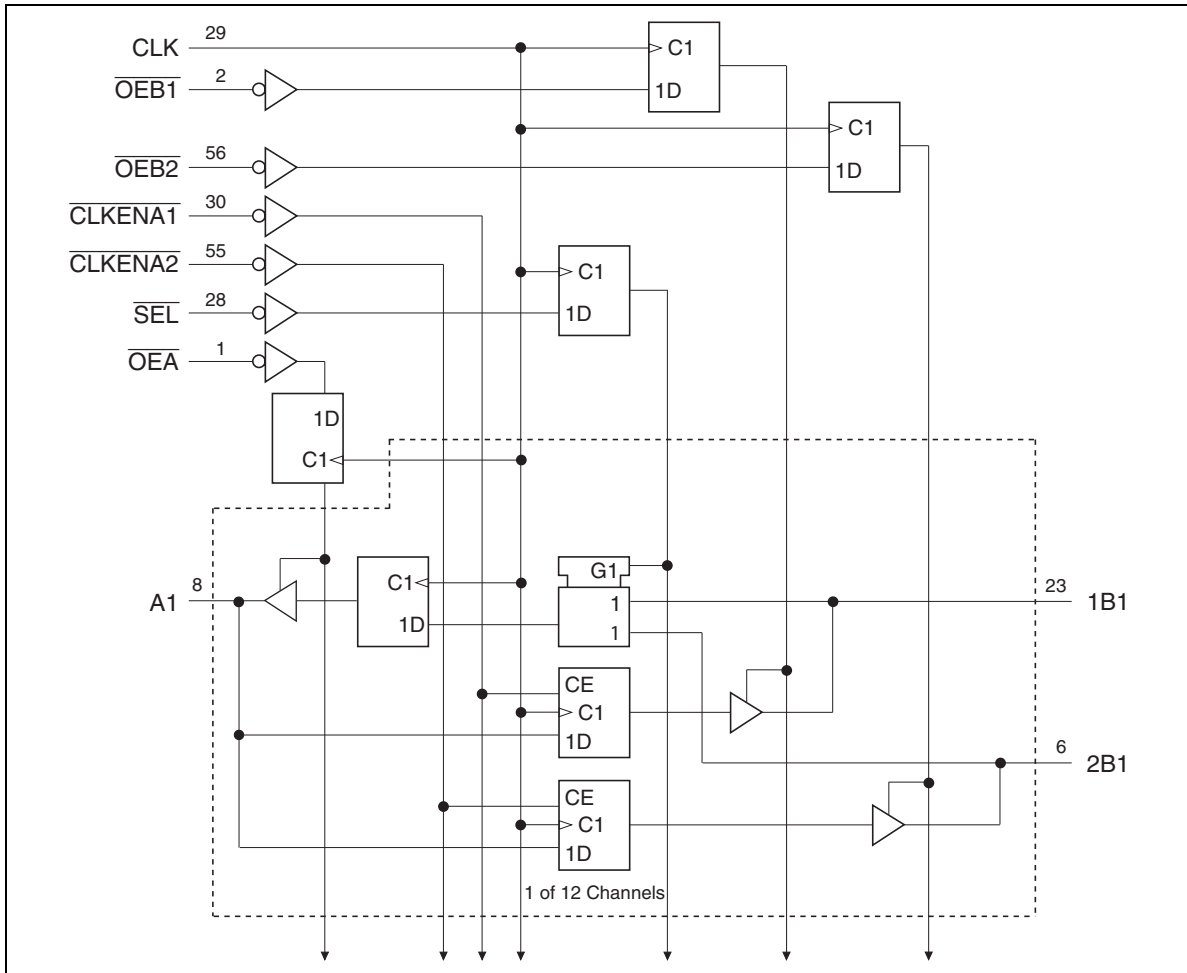 CLK 29
C1
1D
OEB1 2
C1
1D
OEB2 56
CLKENA1 30
CLKENA2 55
C1
1D
SEL 28
OEA 1
1D
C1
A1 8
C1
1D
G1
1
1
23 1B1
CE
C1
1D
6 2B1
CE
C1
1D
1 of 12 Channels